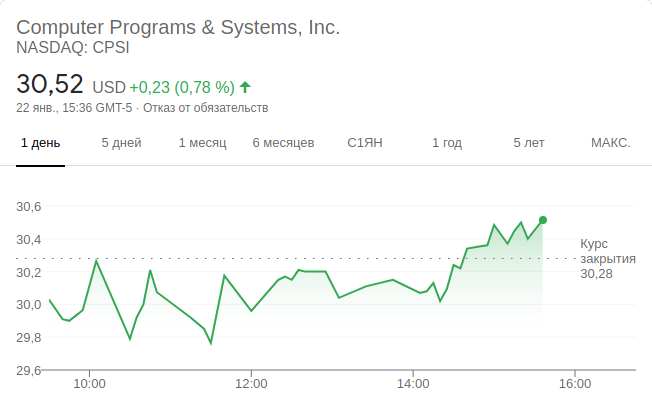 Computer Programs & Systems, Inc.
NASDAQ: CPSI
30,52 USD +0,23 (0,78 %)
22 янв., 15:36 GMT-5 · Отказ от обязательств
1 день 5 дней 1 месяц 6 месяцев С1ЯН 1 год 5 лет МАКС.
30,6
30,4
Курс
закрытия
30,28
30,2
30,0
29,8
29,6
10:00 12:00 14:00 16:00